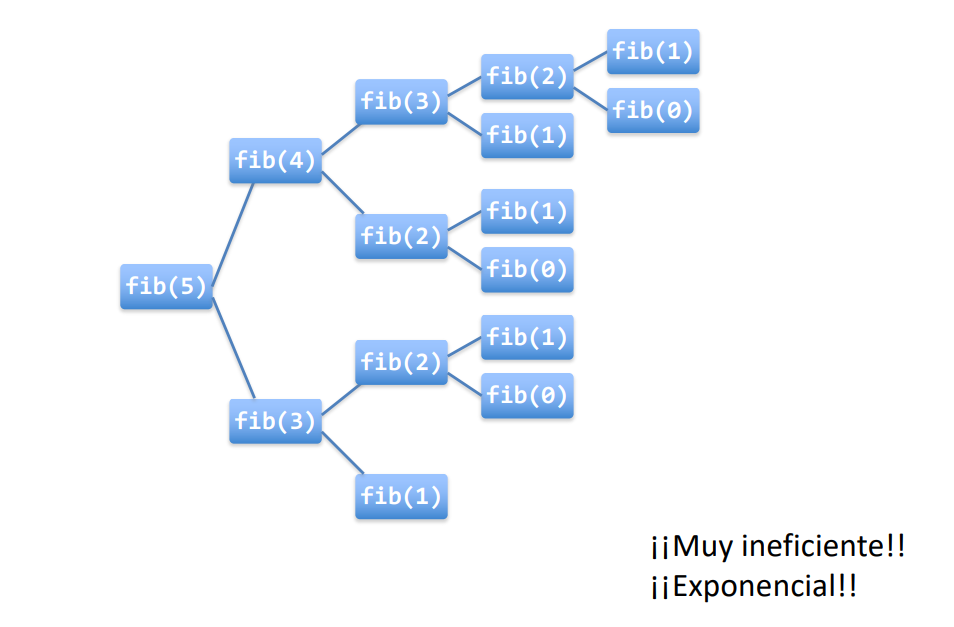 fib(1)
fib(2)
fib(3)
fib(0)
fib(1)
fib(4)
fib(1)
fib(2)
fib(0)
fib(5)
fib(1)
fib(2)
fib(0)
fib(3)
fib(1)
¡¡Muy ineficiente!!
¡¡Exponencial!!